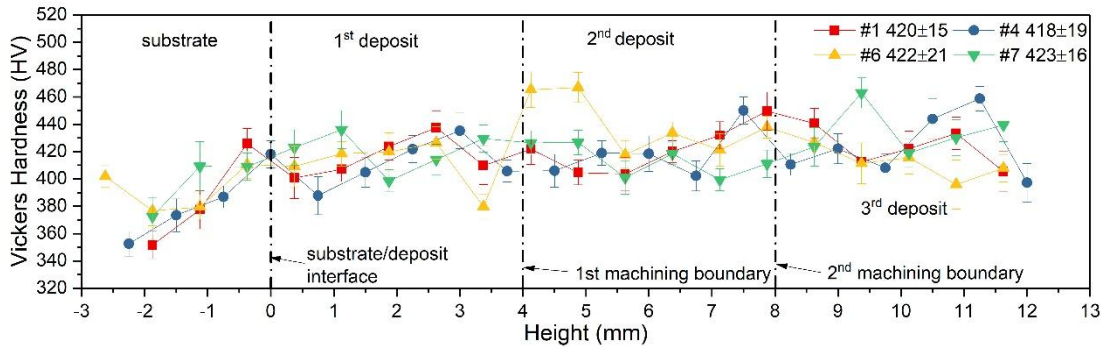 520
500
480
460
440
420
400
380
360
340
320
Vickers Hardness (HV)
substrate
1st deposit
2nd deposit
#1 420±15
#4 418±19
#6 422±21
#7 423±16
3rd deposit
substrate/deposit
interface
1st machining boundary
2nd machining boundary
-3 -2 -1 0 1 2 3 4 5 6 7 8 9 10 11 12 13
Height (mm)